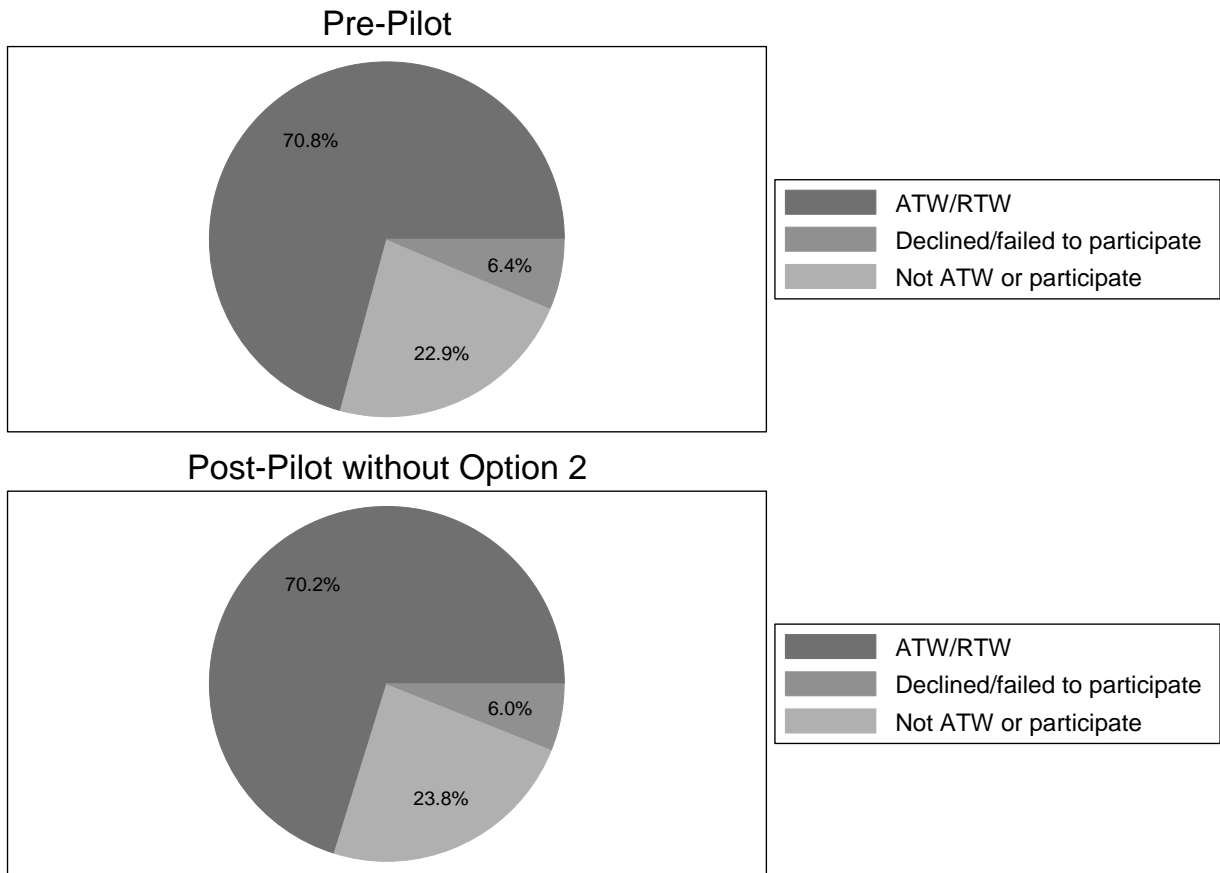 Pre-Pilot
70.8%
6.4%
22.9%
ATW/RTW
Declined/failed to participate
Not ATW or participate
Post-Pilot without Option 2
70.2%
6.0%
23.8%
ATW/RTW
Declined/failed to participate
Not ATW or participate